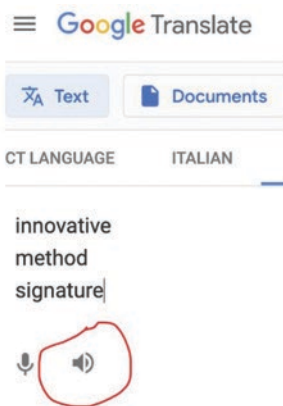 Google Translate
Text Documents
CT LANGUAGE ITALIAN
innovative
method
signature